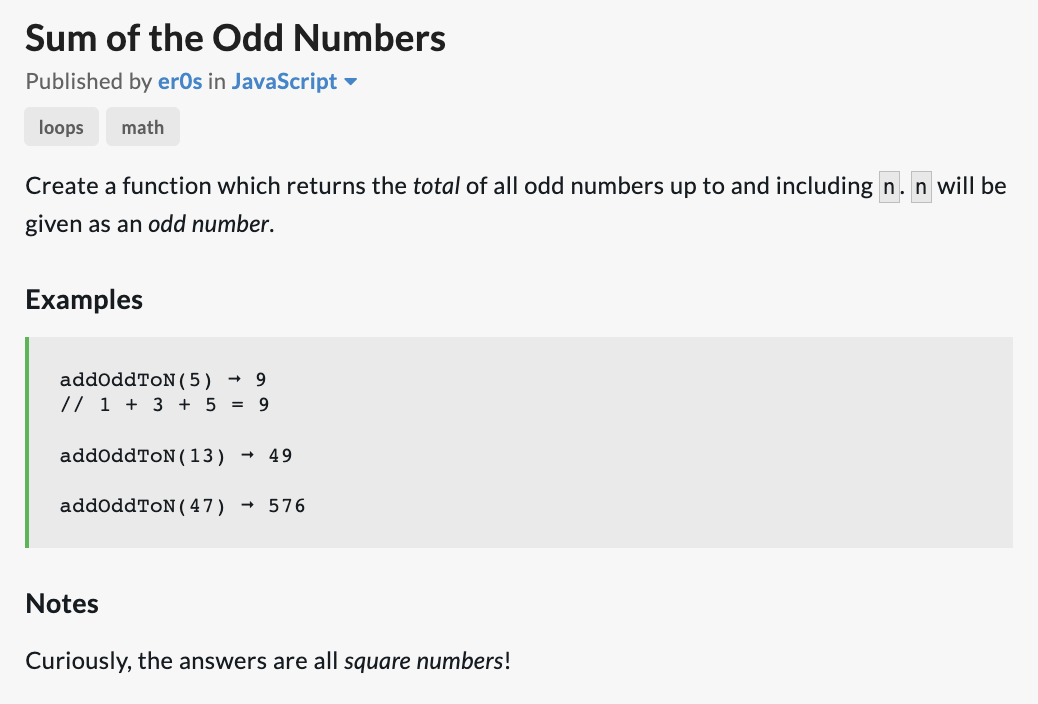 Sum of the Odd Numbers
Published by er0s in JavaScript
loops math
Create a function which returns the total of all odd numbers up to and including n. n will be
given as an odd number.
Examples
addOddToN(5) ➞ 9
// 1 + 3 + 5 = 9
addOddToN(13) ➞ 49
addOddToN(47) ➞ 576
Notes
Curiously, the answers are all square numbers!